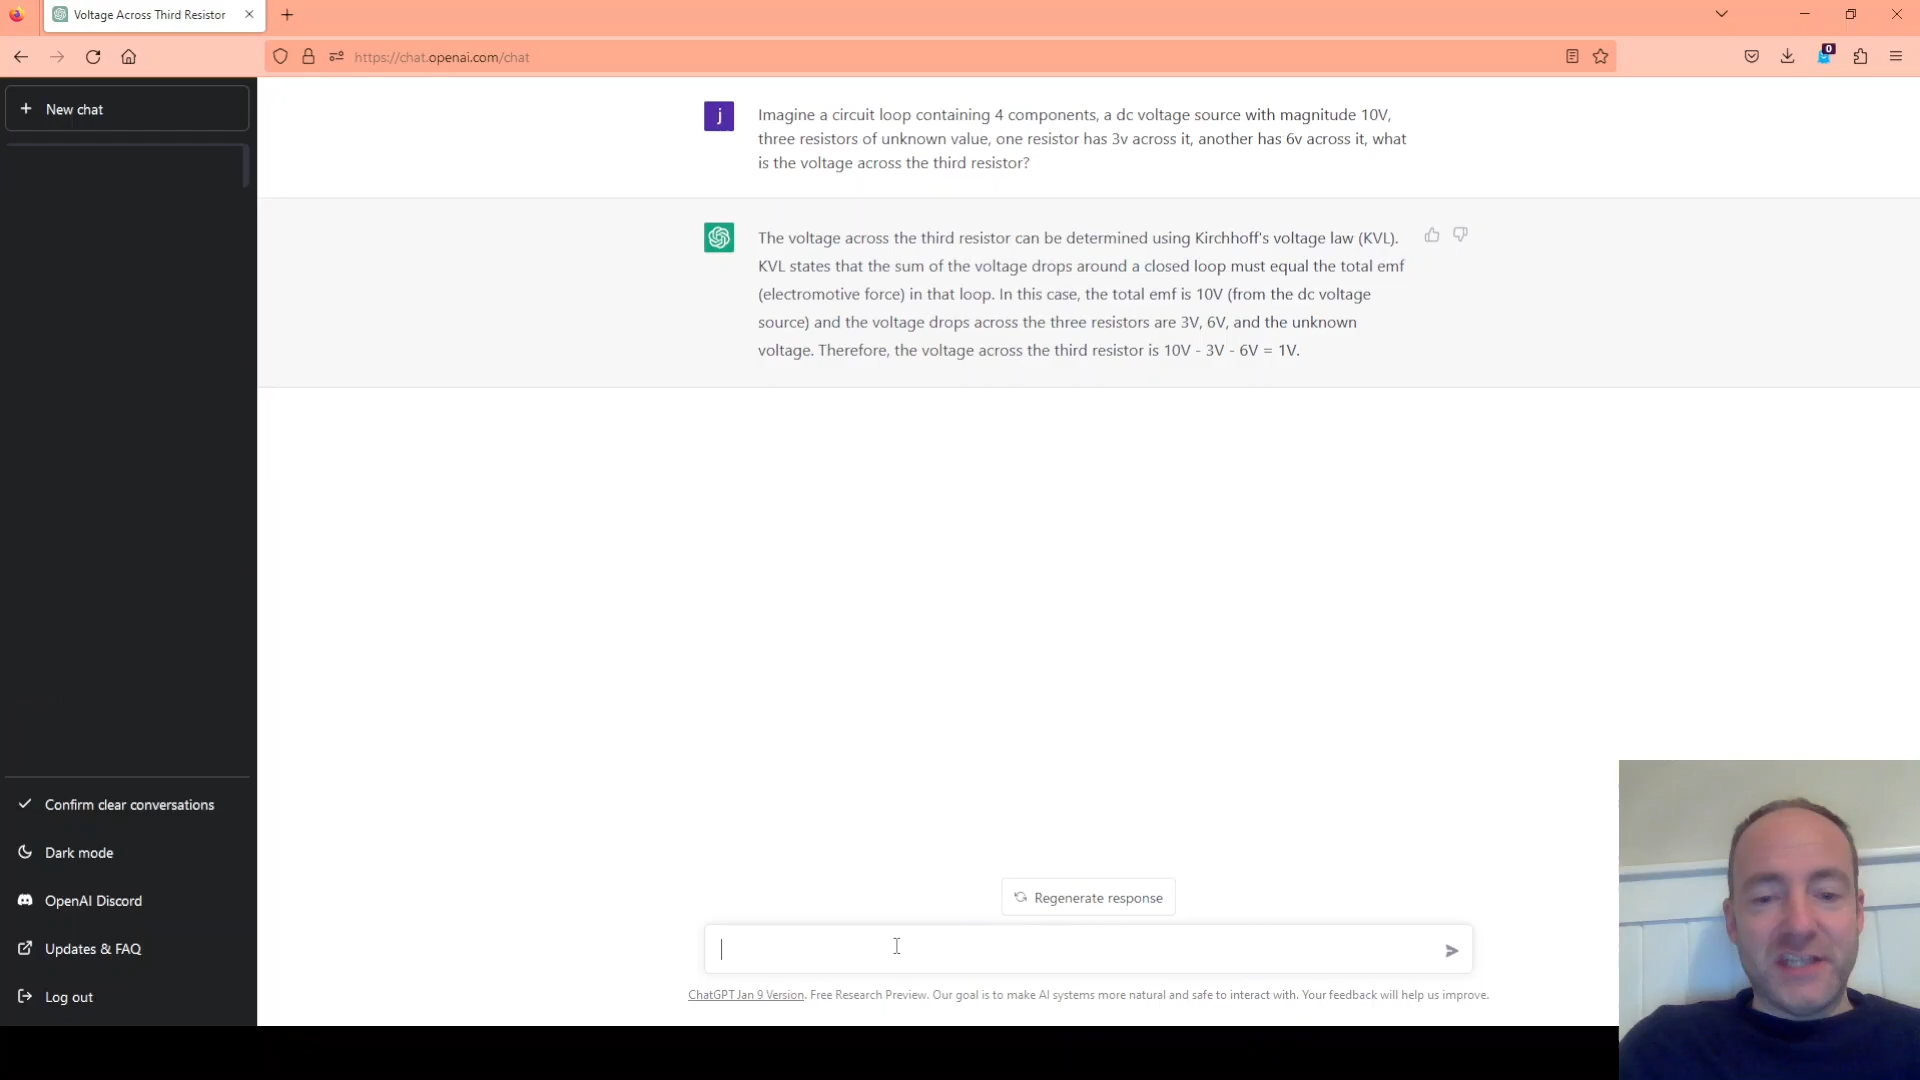 Voltage Across Third Resistor
https://chat.openai.com/chat
0
New chat
j
Imagine a circuit loop containing 4 components, a dc voltage source with magnitude 10V,
three resistors of unknown value, one resistor has 3v across it, another has 6v across it, what
is the voltage across the third resistor?
The voltage across the third resistor can be determined using Kirchhoff's voltage law (KVL).
KVL states that the sum of the voltage drops around a closed loop must equal the total emf
(electromotive force) in that loop. In this case, the total emf is 10V (from the dc voltage
source) and the voltage drops across the three resistors are 3V, 6V, and the unknown
voltage. Therefore, the voltage across the third resistor is 10V - 3V - 6V = 1V.
Confirm clear conversations
Dark mode
OpenAI Discord
Updates & FAQ
Log out
Regenerate response
ChatGPT Jan 9 Version. Free Research Preview. Our goal is to make AI systems more natural and safe to interact with. Your feedback will help us improve.